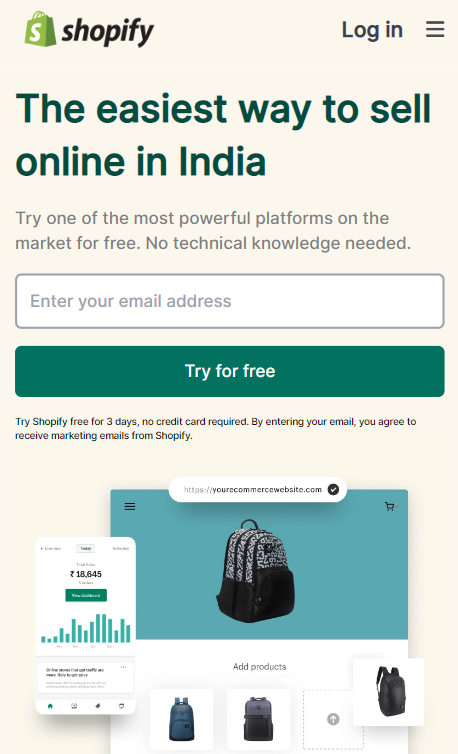 shopify
Log in
The easiest way to sell
online in India
Try one of the most powerful platforms on the
market for free. No technical knowledge needed.
Enter your email address
Try for free
Try Shopify free for 3 days, no credit card required. By entering your email, you agree to
receive marketing emails from Shopify.
https://yourecommercewebsite.com
Today
Yesterday
Total Sales
₹ 18,645
View dashboard
Online stores that get traffic are
more likely to get sales
Add products